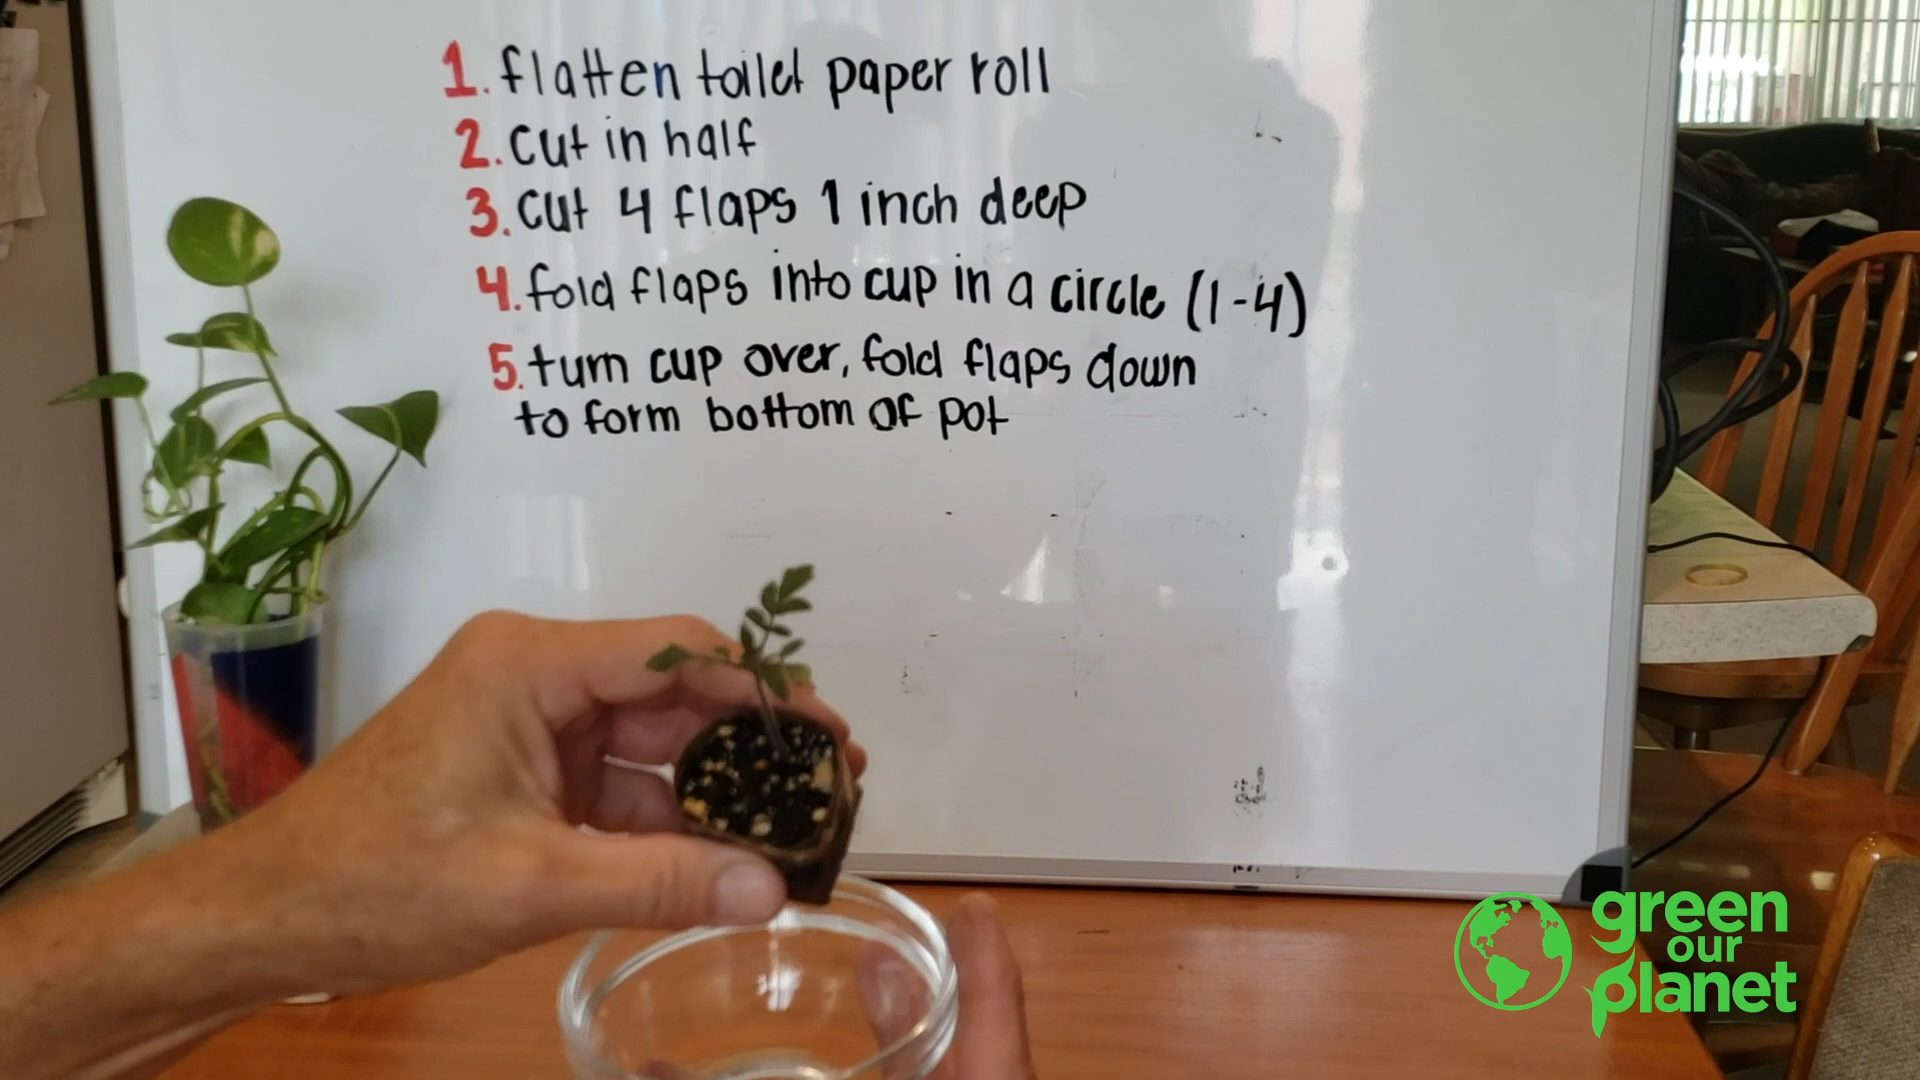 1. flatten toilet paper roll
2. cut in half
3. cut 4 flaps 1 inch deep
4. fold flaps into cup in a circle (1-4)
5. turn cup over, fold flaps down
to form bottom of pot
green
our
planet